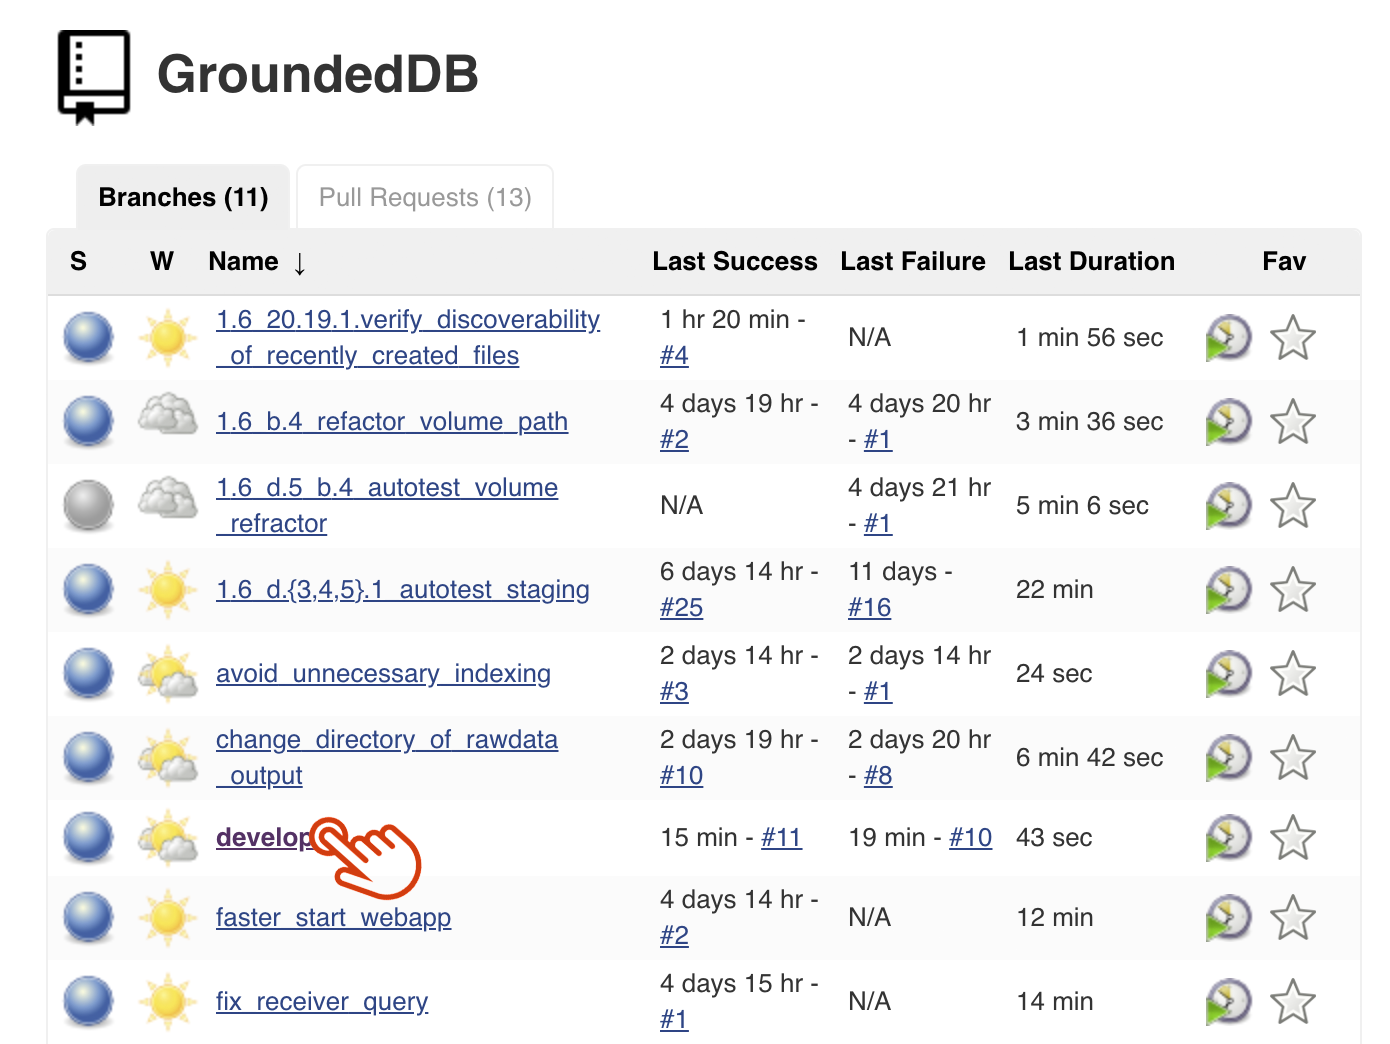 GroundedDB
Branches (11) Pull Requests (13)
S W Name ↓ Last Success Last Failure Last Duration Fav
1.6_20.19.1.verify_discoverability 1 hr 20 min - N/A 1 min 56 sec
_of_recently_created_files #4
1.6_b.4_refactor_volume_path 4 days 19 hr - 4 days 20 hr 3 min 36 sec
#2 - #1
1.6_d.5_b.4_autotest_volume N/A 4 days 21 hr 5 min 6 sec
_refractor - #1
1.6_d.{3,4,5}.1_autotest_staging 6 days 14 hr - 11 days - 22 min
#25 #16
avoid_unnecessary_indexing 2 days 14 hr - 2 days 14 hr 24 sec
#3 - #1
change_directory_of_rawdata 2 days 19 hr - 2 days 20 hr 6 min 42 sec
_output #10 - #8
develop 15 min - #11 19 min - #10 43 sec
faster_start_webapp 4 days 14 hr - N/A 12 min
#2
fix_receiver_query 4 days 15 hr - N/A 14 min
#1